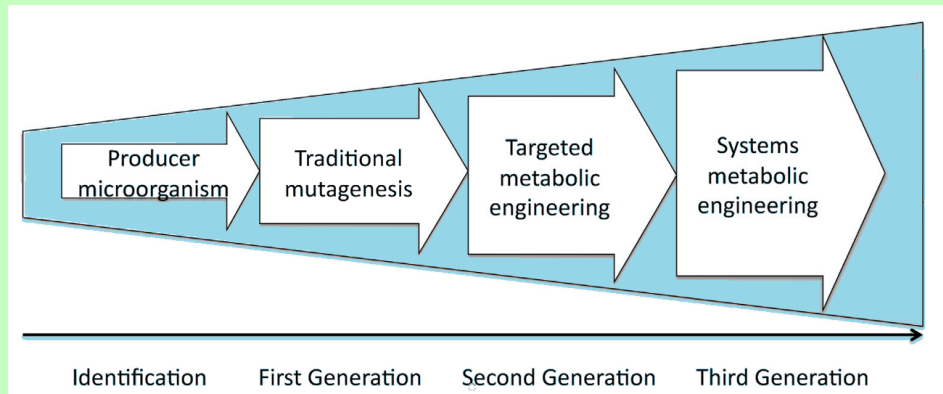 Producer
microorganism
Traditional
mutagenesis
Targeted
metabolic
engineering
Systems
metabolic
engineering
Identification
First Generation
Second Generation
Third Generation